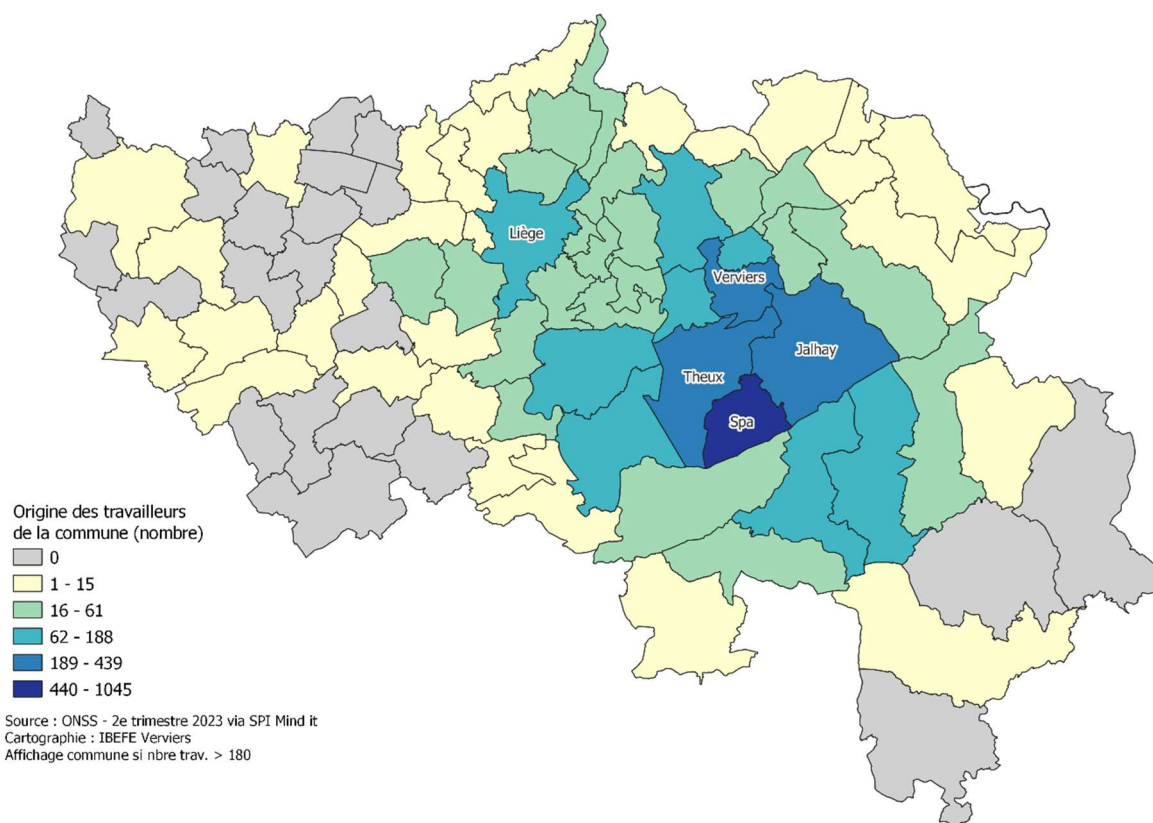 Liège
Verviers
Jalhay
Theux
Spa
Origine des travailleurs
de la commune (nombre)
0
1 - 15
16 - 61
62 - 188
189 - 439
440 - 1045
Source : ONSS - 2e trimestre 2023 via SPI Mind it
Cartographie : IBEFE Verviers
Affichage commune si nbre trav. > 180